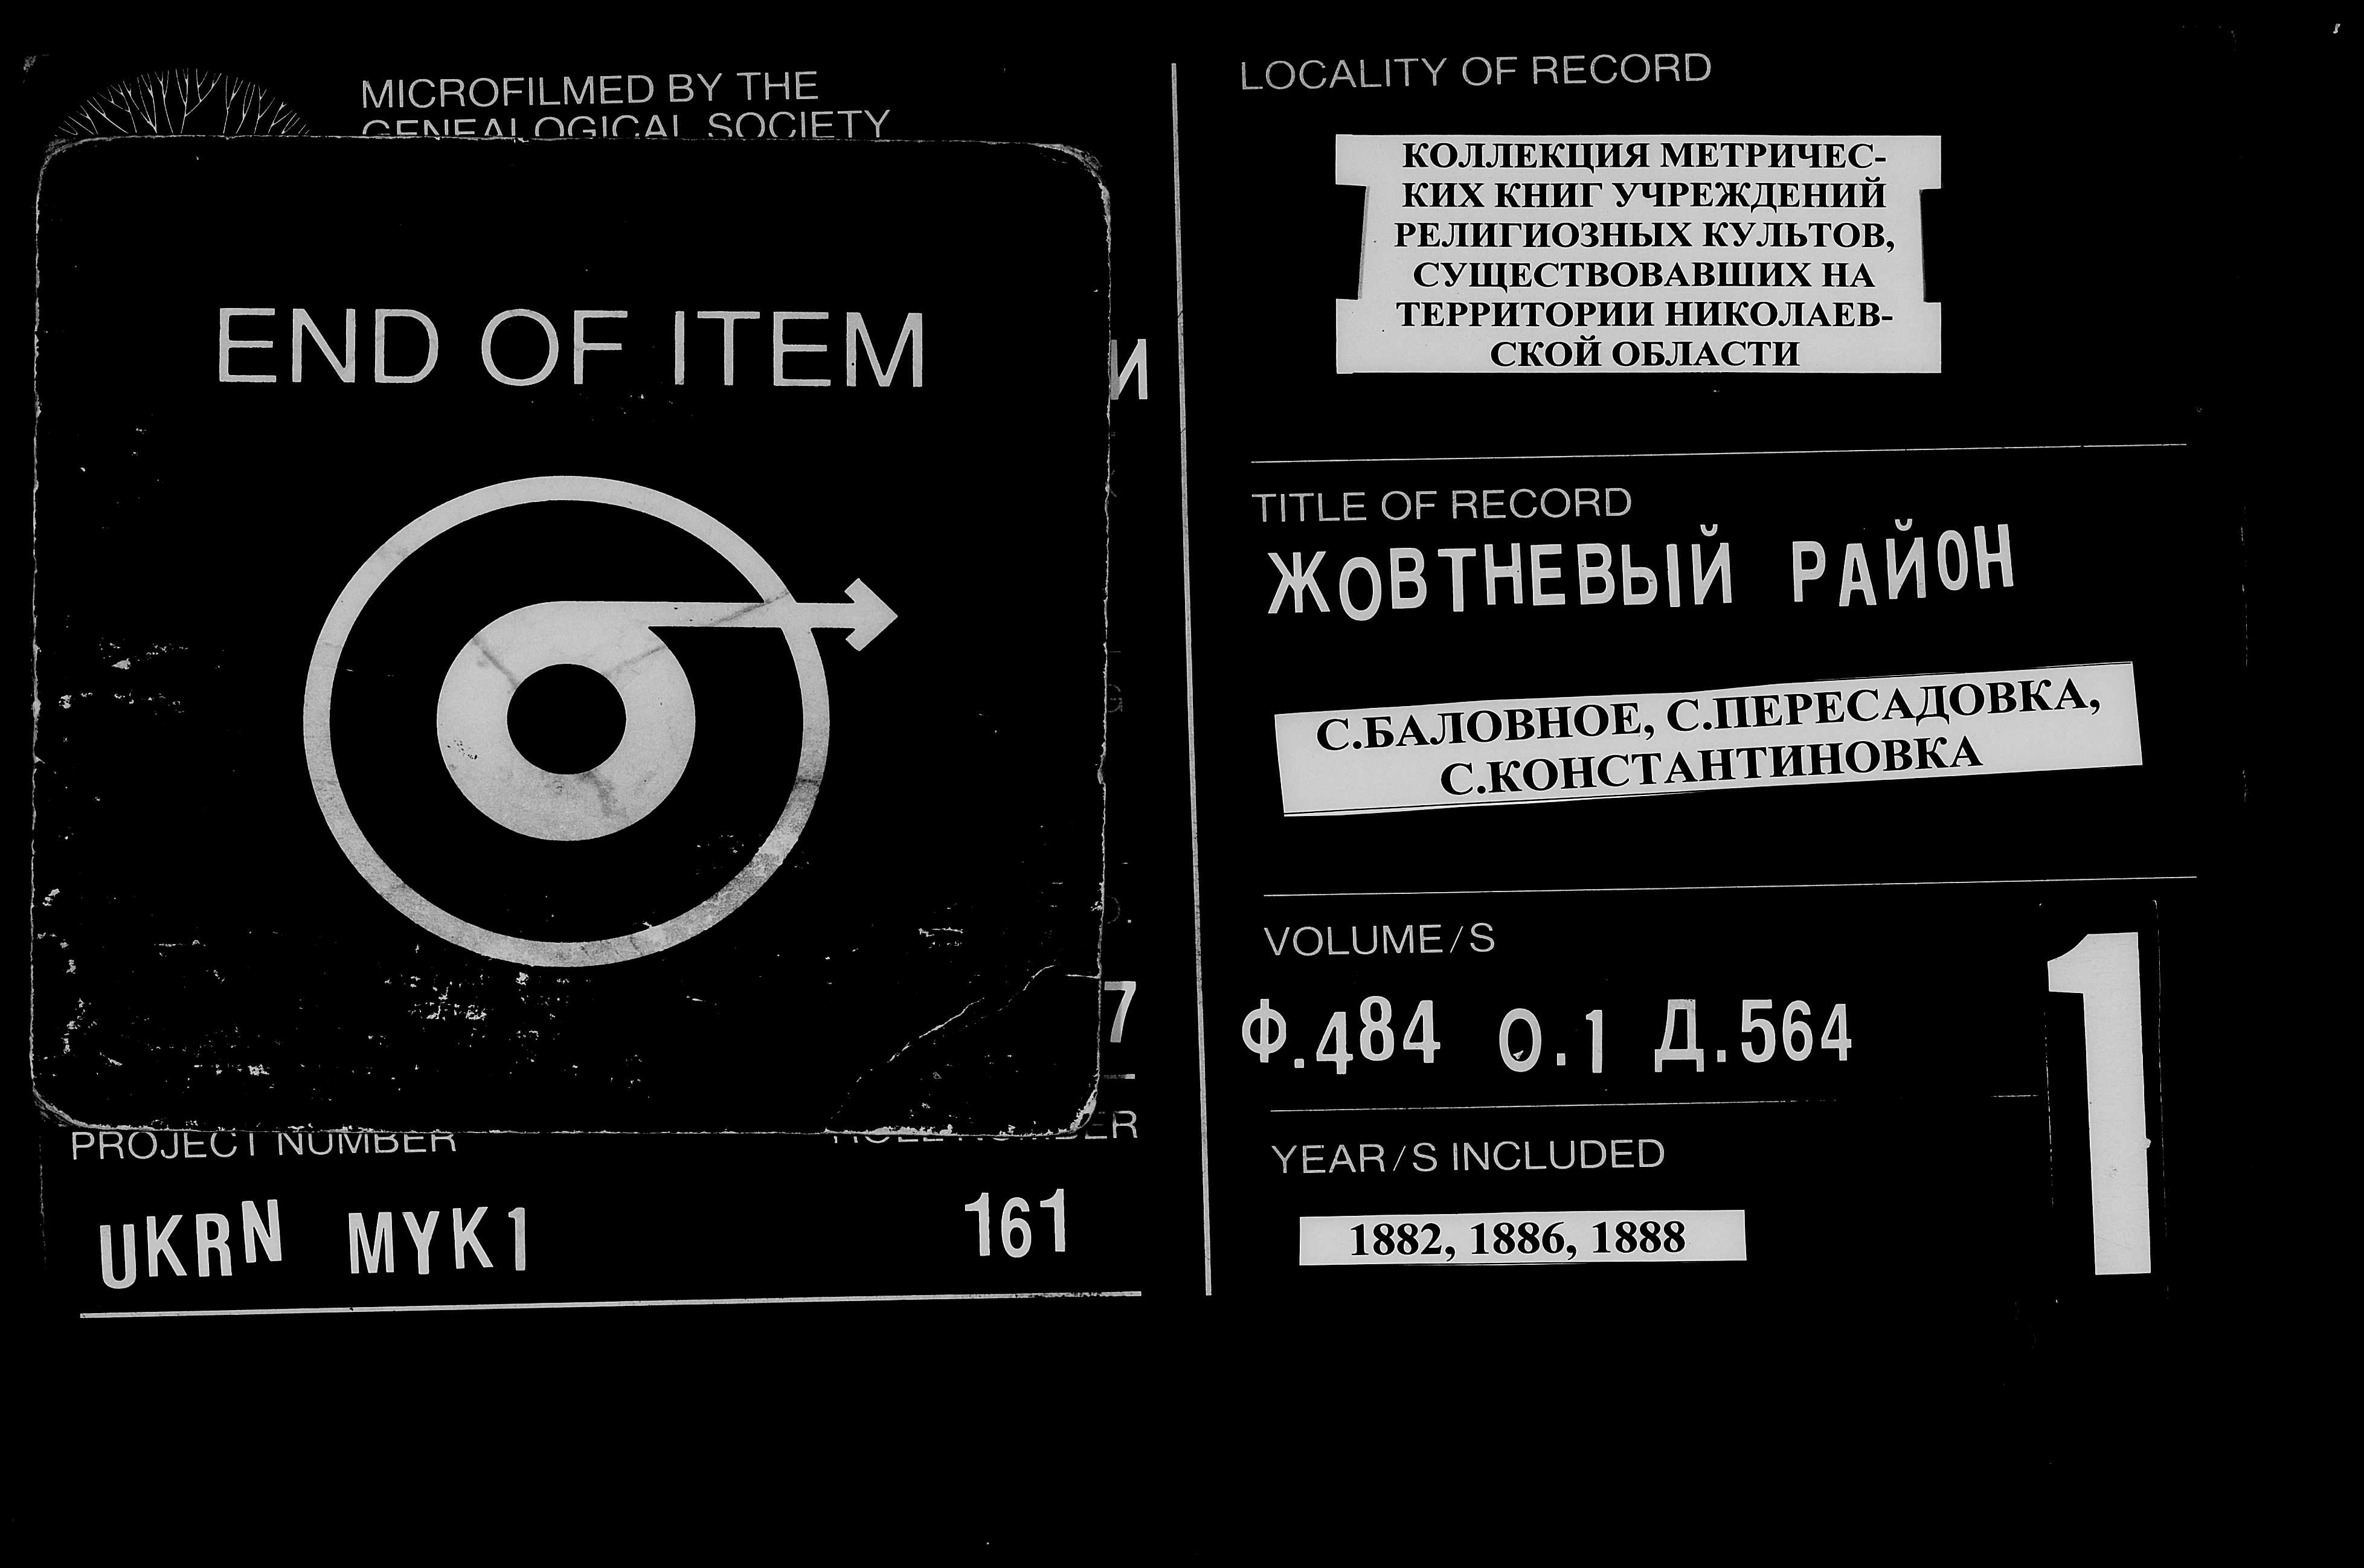 MICROFILMED BY THE
GENEALOGICAL SOCIETY
END OF ITEM
И
7
PROJECT NUMBER
UKRN MYK1
161
LOCALITY OF RECORD
КОЛЛЕКЦИЯ МЕТРИЧЕС-
КИХ КНИГ УЧРЕЖДЕНИЙ
РЕЛИГИОЗНЫХ КУЛЬТОВ,
СУЩЕСТВОВАВШИХ НА
ТЕРРИТОРИИ НИКОЛАЕВ-
СКОЙ ОБЛАСТИ
TITLE OF RECORD
ЖОВТНЕВЫЙ РАЙОН
С.БАЛОВНОЕ, С.ПЕРЕСАДОВКА,
С.КОНСТАНТИНОВКА
VOLUME/S
Ф.484 О.1 Д.564
1
YEAR/S INCLUDED
1882, 1886, 1888